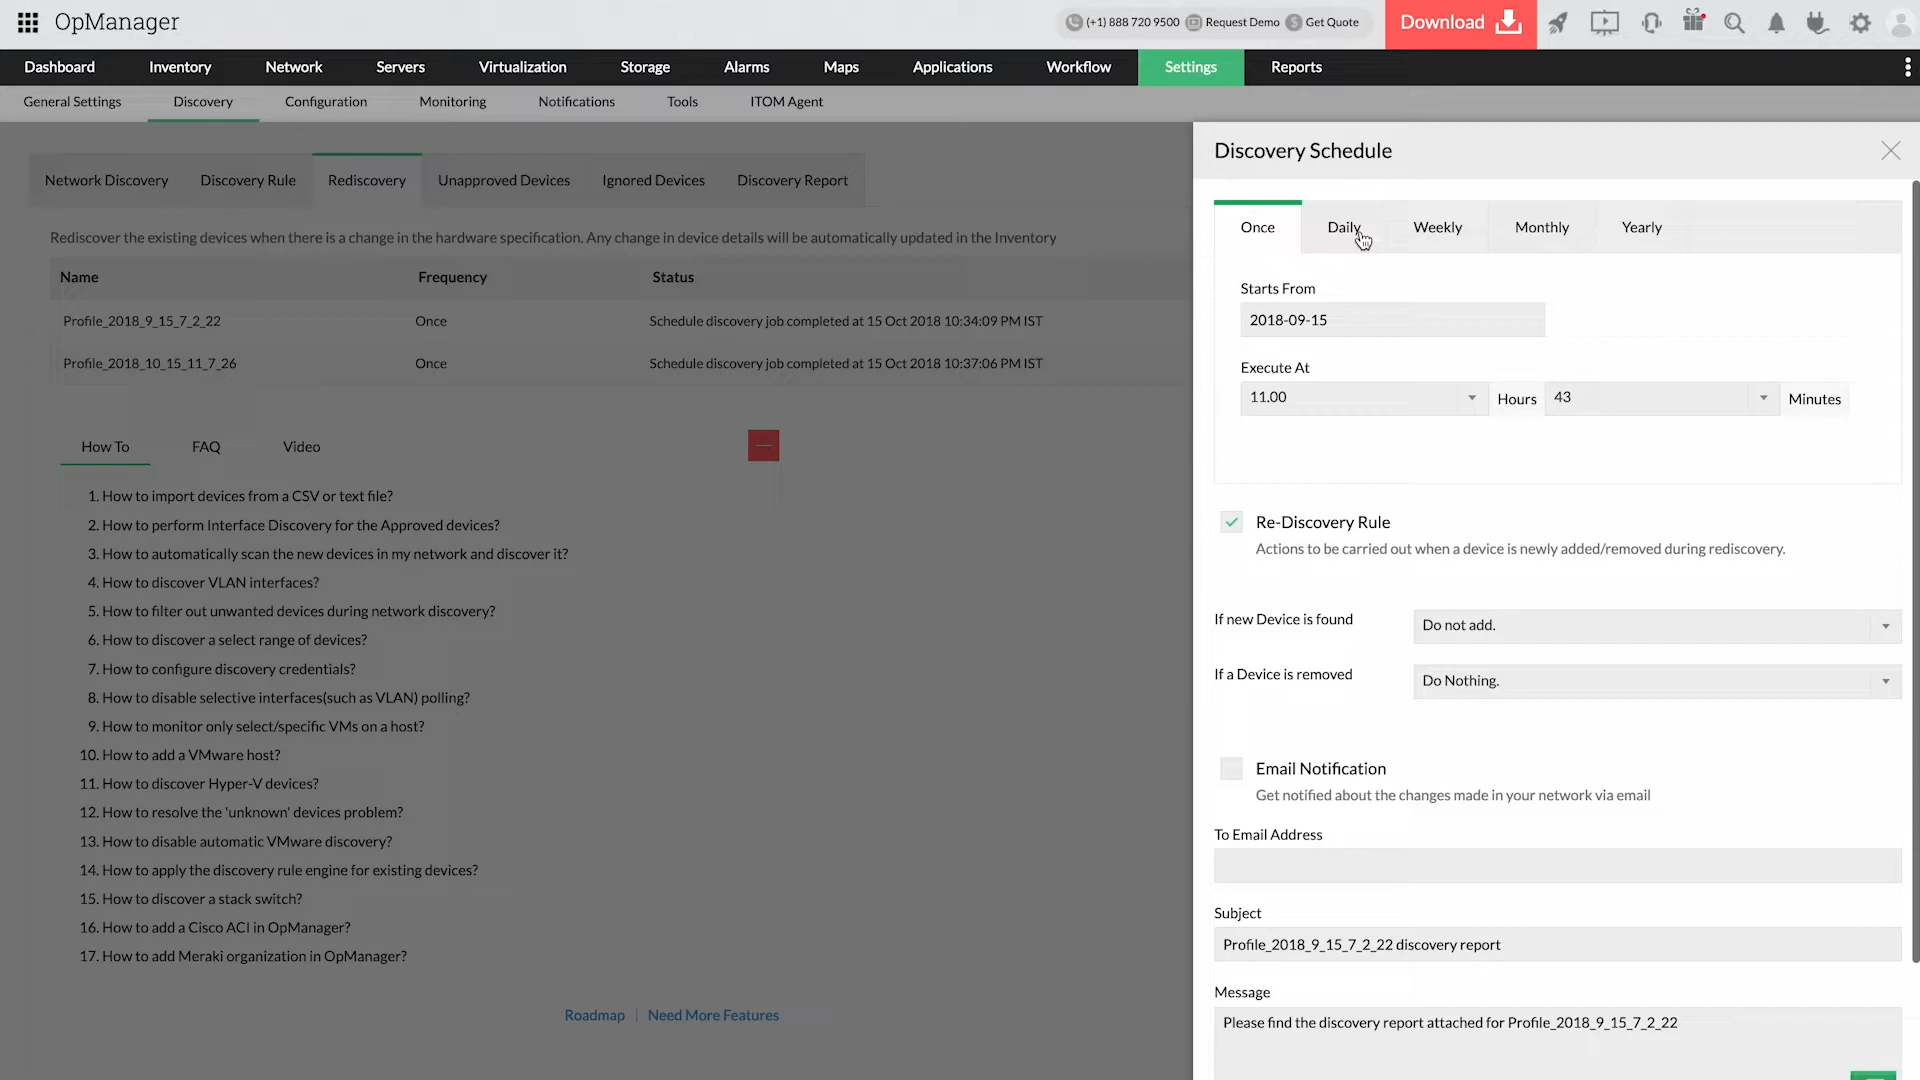 OpManager
(+1) 888 720 9500 Request Demo Get Quote
Download
Dashboard Inventory Network Servers Virtualization Storage Alarms Maps Applications Workflow Settings Reports
General Settings Discovery Configuration Monitoring Notifications Tools ITOM Agent
Network Discovery Discovery Rule Rediscovery Unapproved Devices Ignored Devices Discovery Report
Rediscover the existing devices when there is a change in the hardware specification. Any change in device details will be automatically updated in the Inventory
Name Frequency Status
Profile_2018_9_15_7_2_22 Once Schedule discovery job completed at 15 Oct 2018 10:34:09 PM IST
Profile_2018_10_15_11_7_26 Once Schedule discovery job completed at 15 Oct 2018 10:37:06 PM IST
How To FAQ Video
1. How to import devices from a CSV or text file?
2. How to perform Interface Discovery for the Approved devices?
3. How to automatically scan the new devices in my network and discover it?
4. How to discover VLAN interfaces?
5. How to filter out unwanted devices during network discovery?
6. How to discover a select range of devices?
7. How to configure discovery credentials?
8. How to disable selective interfaces(such as VLAN) polling?
9. How to monitor only select/specific VMs on a host?
10. How to add a VMware host?
11. How to discover Hyper-V devices?
12. How to resolve the 'unknown' devices problem?
13. How to disable automatic VMware discovery?
14. How to apply the discovery rule engine for existing devices?
15. How to discover a stack switch?
16. How to add a Cisco ACI in OpManager?
17. How to add Meraki organization in OpManager?
Roadmap | Need More Features
Discovery Schedule
Once Daily Weekly Monthly Yearly
Starts From
2018-09-15
Execute At
11.00 Hours 43 Minutes
Re-Discovery Rule
Actions to be carried out when a device is newly added/removed during rediscovery.
If new Device is found Do not add.
If a Device is removed Do Nothing.
Email Notification
Get notified about the changes made in your network via email
To Email Address
Subject
Profile_2018_9_15_7_2_22 discovery report
Message
Please find the discovery report attached for Profile_2018_9_15_7_2_22